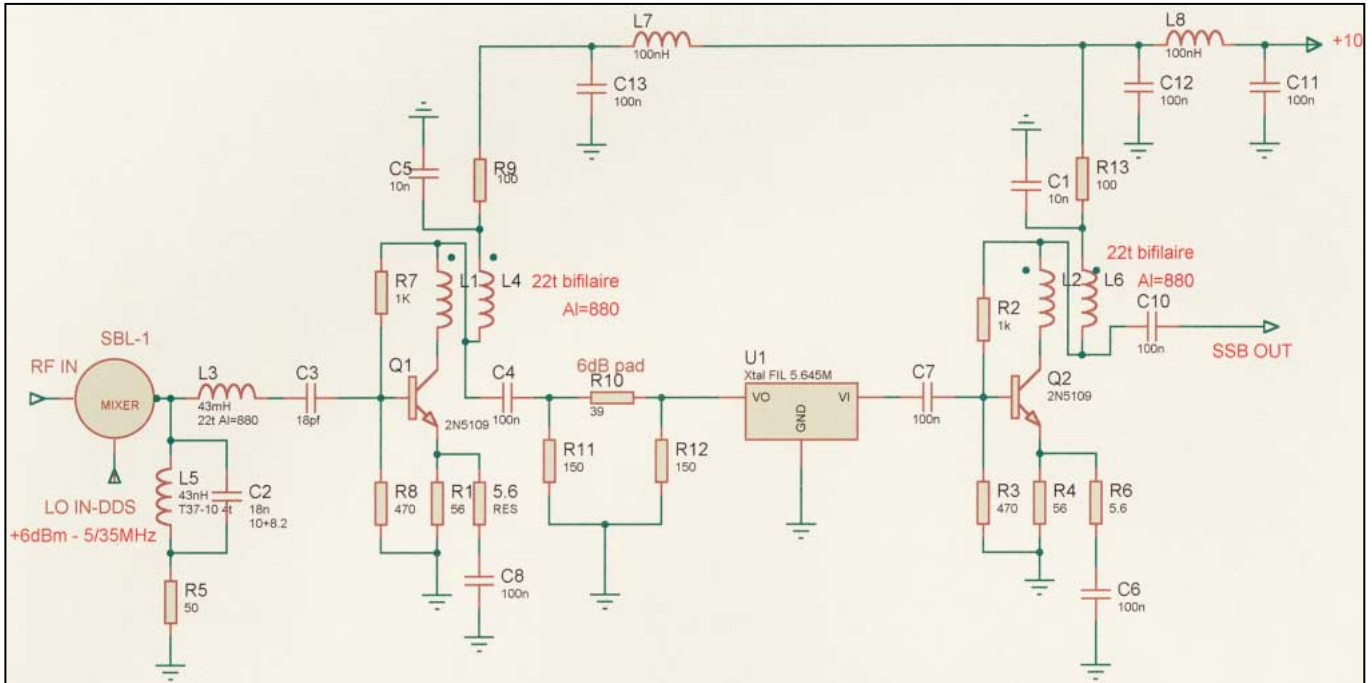 L7
100nH
L8
100nH
+10
C13
100n
C12
100n
C11
100n
C5
10n
R9
100
C1
10n
R13
100
R7
1K
L1
L4
22t bifilaire
Al=880
R2
1k
L2
L6
22t bifilaire
Al=880
C10
100n
SSB OUT
SBL-1
RF IN
MIXER
L3
43mH
22t Al=880
C3
18pf
Q1
2N5109
C4
100n
6dB pad
R10
39
U1
Xtal FIL 5.645M
VO
VI
GND
C7
100n
Q2
2N5109
R11
150
R12
150
L5
43nH
T37-10 4t
C2
18n
10+8.2
LO IN-DDS
+6dBm - 5/35MHz
R8
470
R1
56
5.6
RES
R3
470
R4
56
R6
5.6
R5
50
C8
100n
C6
100n